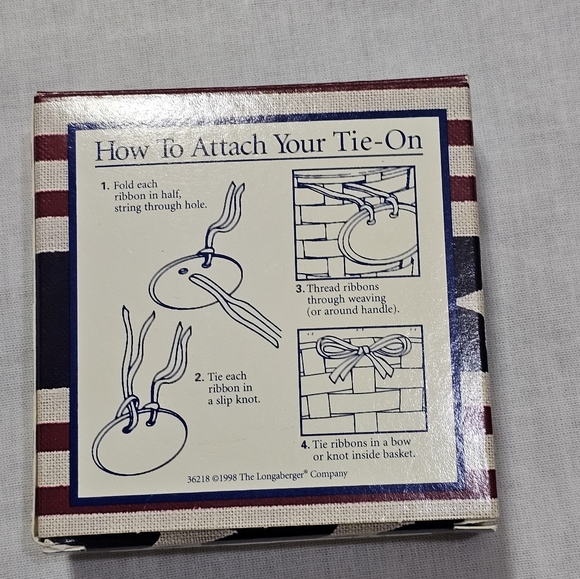 How To Attach Your Tie-On
1. Fold each
ribbon in half,
string through hole.
2. Tie each
ribbon in
a slip knot.
3. Thread ribbons
through weaving
(or around handle).
4. Tie ribbons in a bow
or knot inside basket.
36218 ©1998 The Longaberger® Company